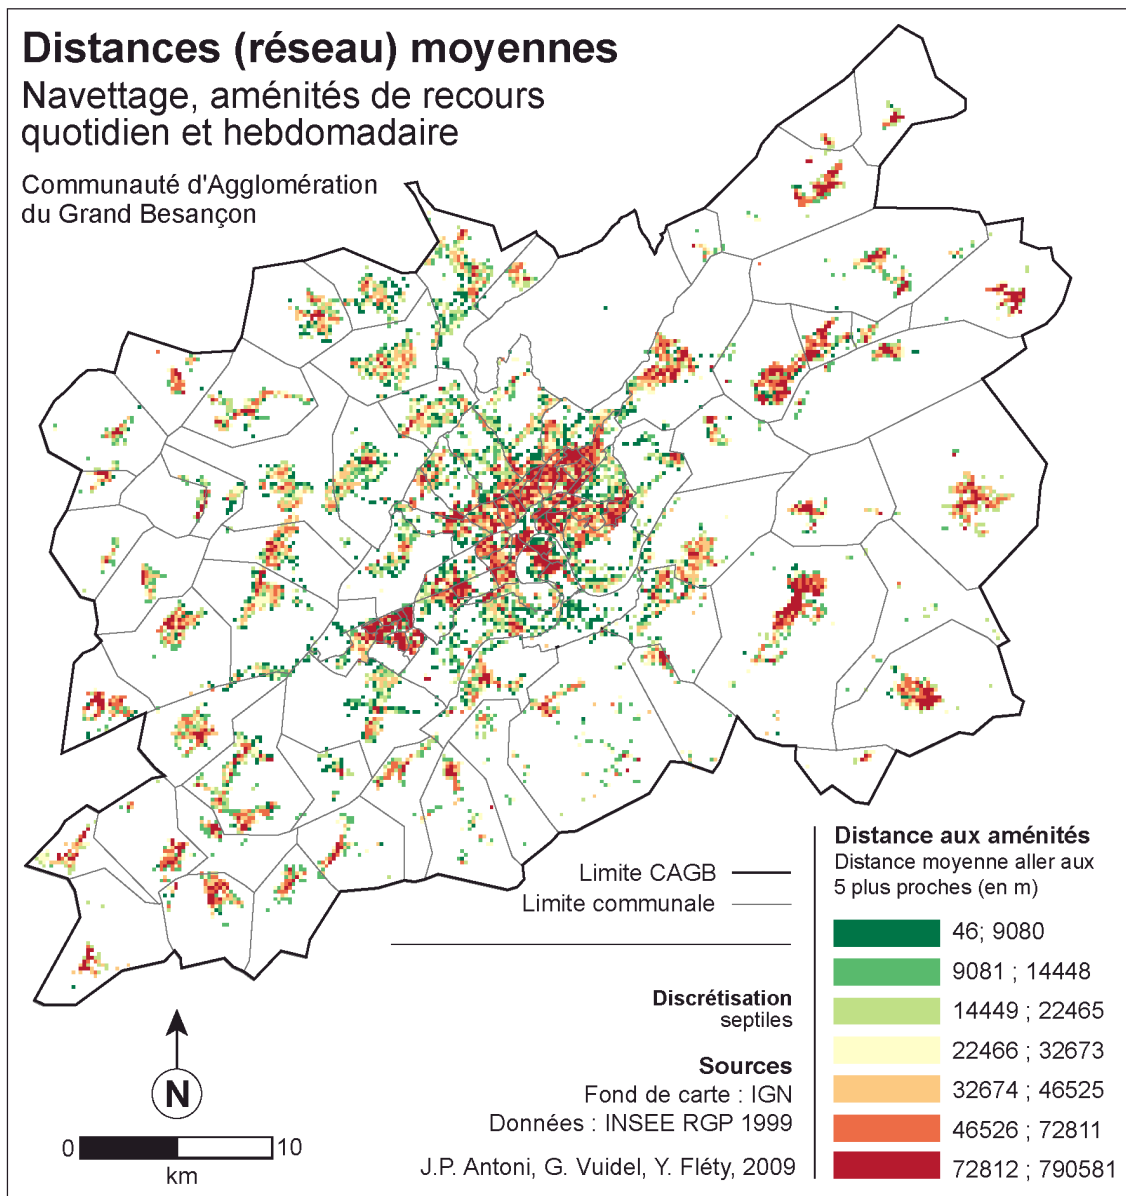 Distances (réseau) moyennes
Navettage, aménités de recours
quotidien et hebdomadaire
Communauté d'Agglomération
du Grand Besançon
Limite CAGB
Limite communale
Discrétisation
septiles
Sources
Fond de carte : IGN
Données : INSEE RGP 1999
J.P. Antoni, G. Vuidel, Y. Fléty, 2009
Distance aux aménités
Distance moyenne aller aux
5 plus proches (en m)
46; 9080
9081 ; 14448
14449 ; 22465
22466 ; 32673
32674 ; 46525
46526 ; 72811
72812 ; 790581
N
0 10
km